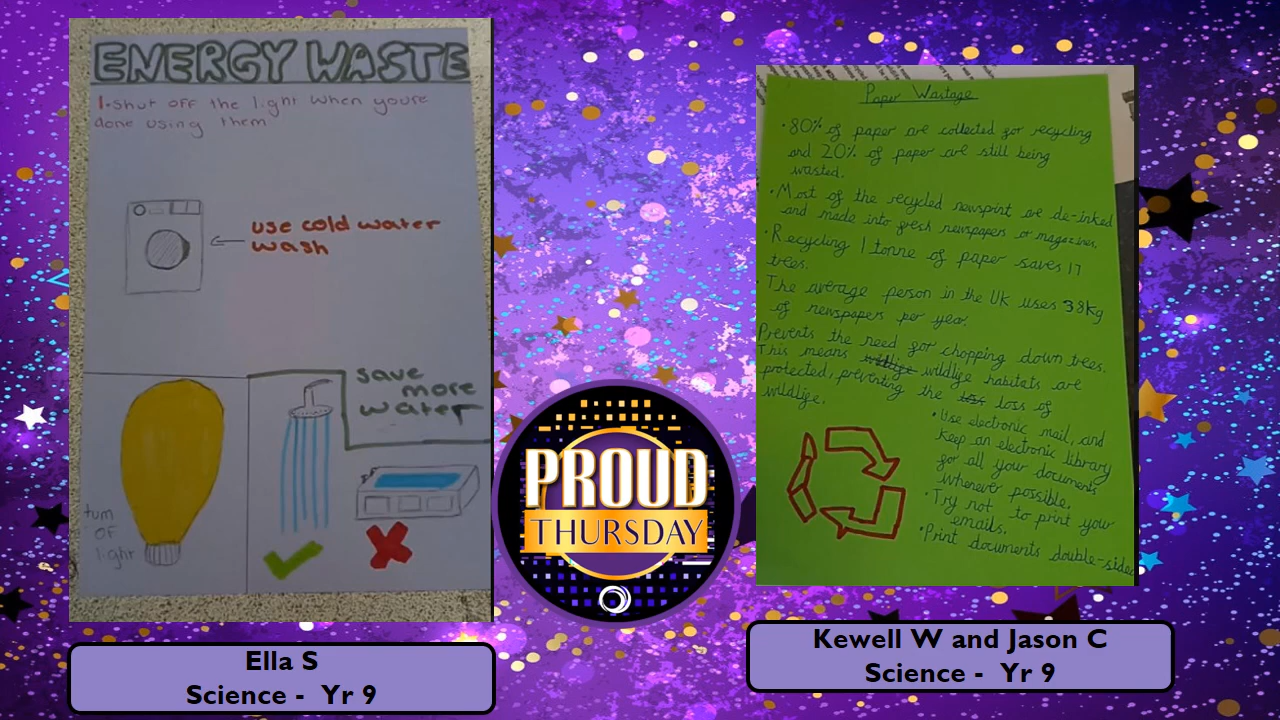 ENERGY WASTE
1. Shut off the light when youre
done using them
use cold water
wash
save
more
water
turn
OF
light
Ella S
Science - Yr 9
PROUD
THURSDAY
Paper Wastage
• 80% of paper are collected for recycling
and 20% of paper are still being
wasted.
• Most of the recycled newsprint are de-inked
and made into fresh newspapers or magazines.
• Recycling 1 tonne of paper saves 17
trees.
• The average person in the UK uses 38kg
of newspapers per year.
Prevents the need for chopping down trees.
This means wildlife wildlife habitats are
protected, preventing the loss loss of
wildlife.
• Use electronic mail, and
keep an electronic library
for all your documents
whenever possible.
• Try not to print your
emails.
• Print documents double-sided
Kewell W and Jason C
Science - Yr 9